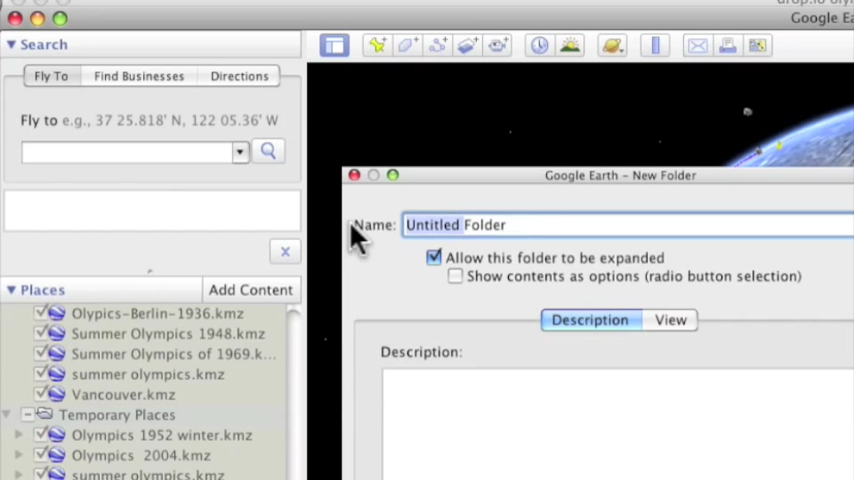 Google Ea
Search
Fly To Find Businesses Directions
Fly to e.g., 37 25.818' N, 122 05.36' W
Google Earth – New Folder
Name: Untitled Folder
Allow this folder to be expanded
Show contents as options (radio button selection)
Places Add Content
Olypics-Berlin-1936.kmz
Summer Olympics 1948.kmz
Summer Olympics of 1969.k...
summer olympics.kmz
Vancouver.kmz
Temporary Places
Olympics 1952 winter.kmz
Olympics 2004.kmz
summer olympics.kmz
Description View
Description: